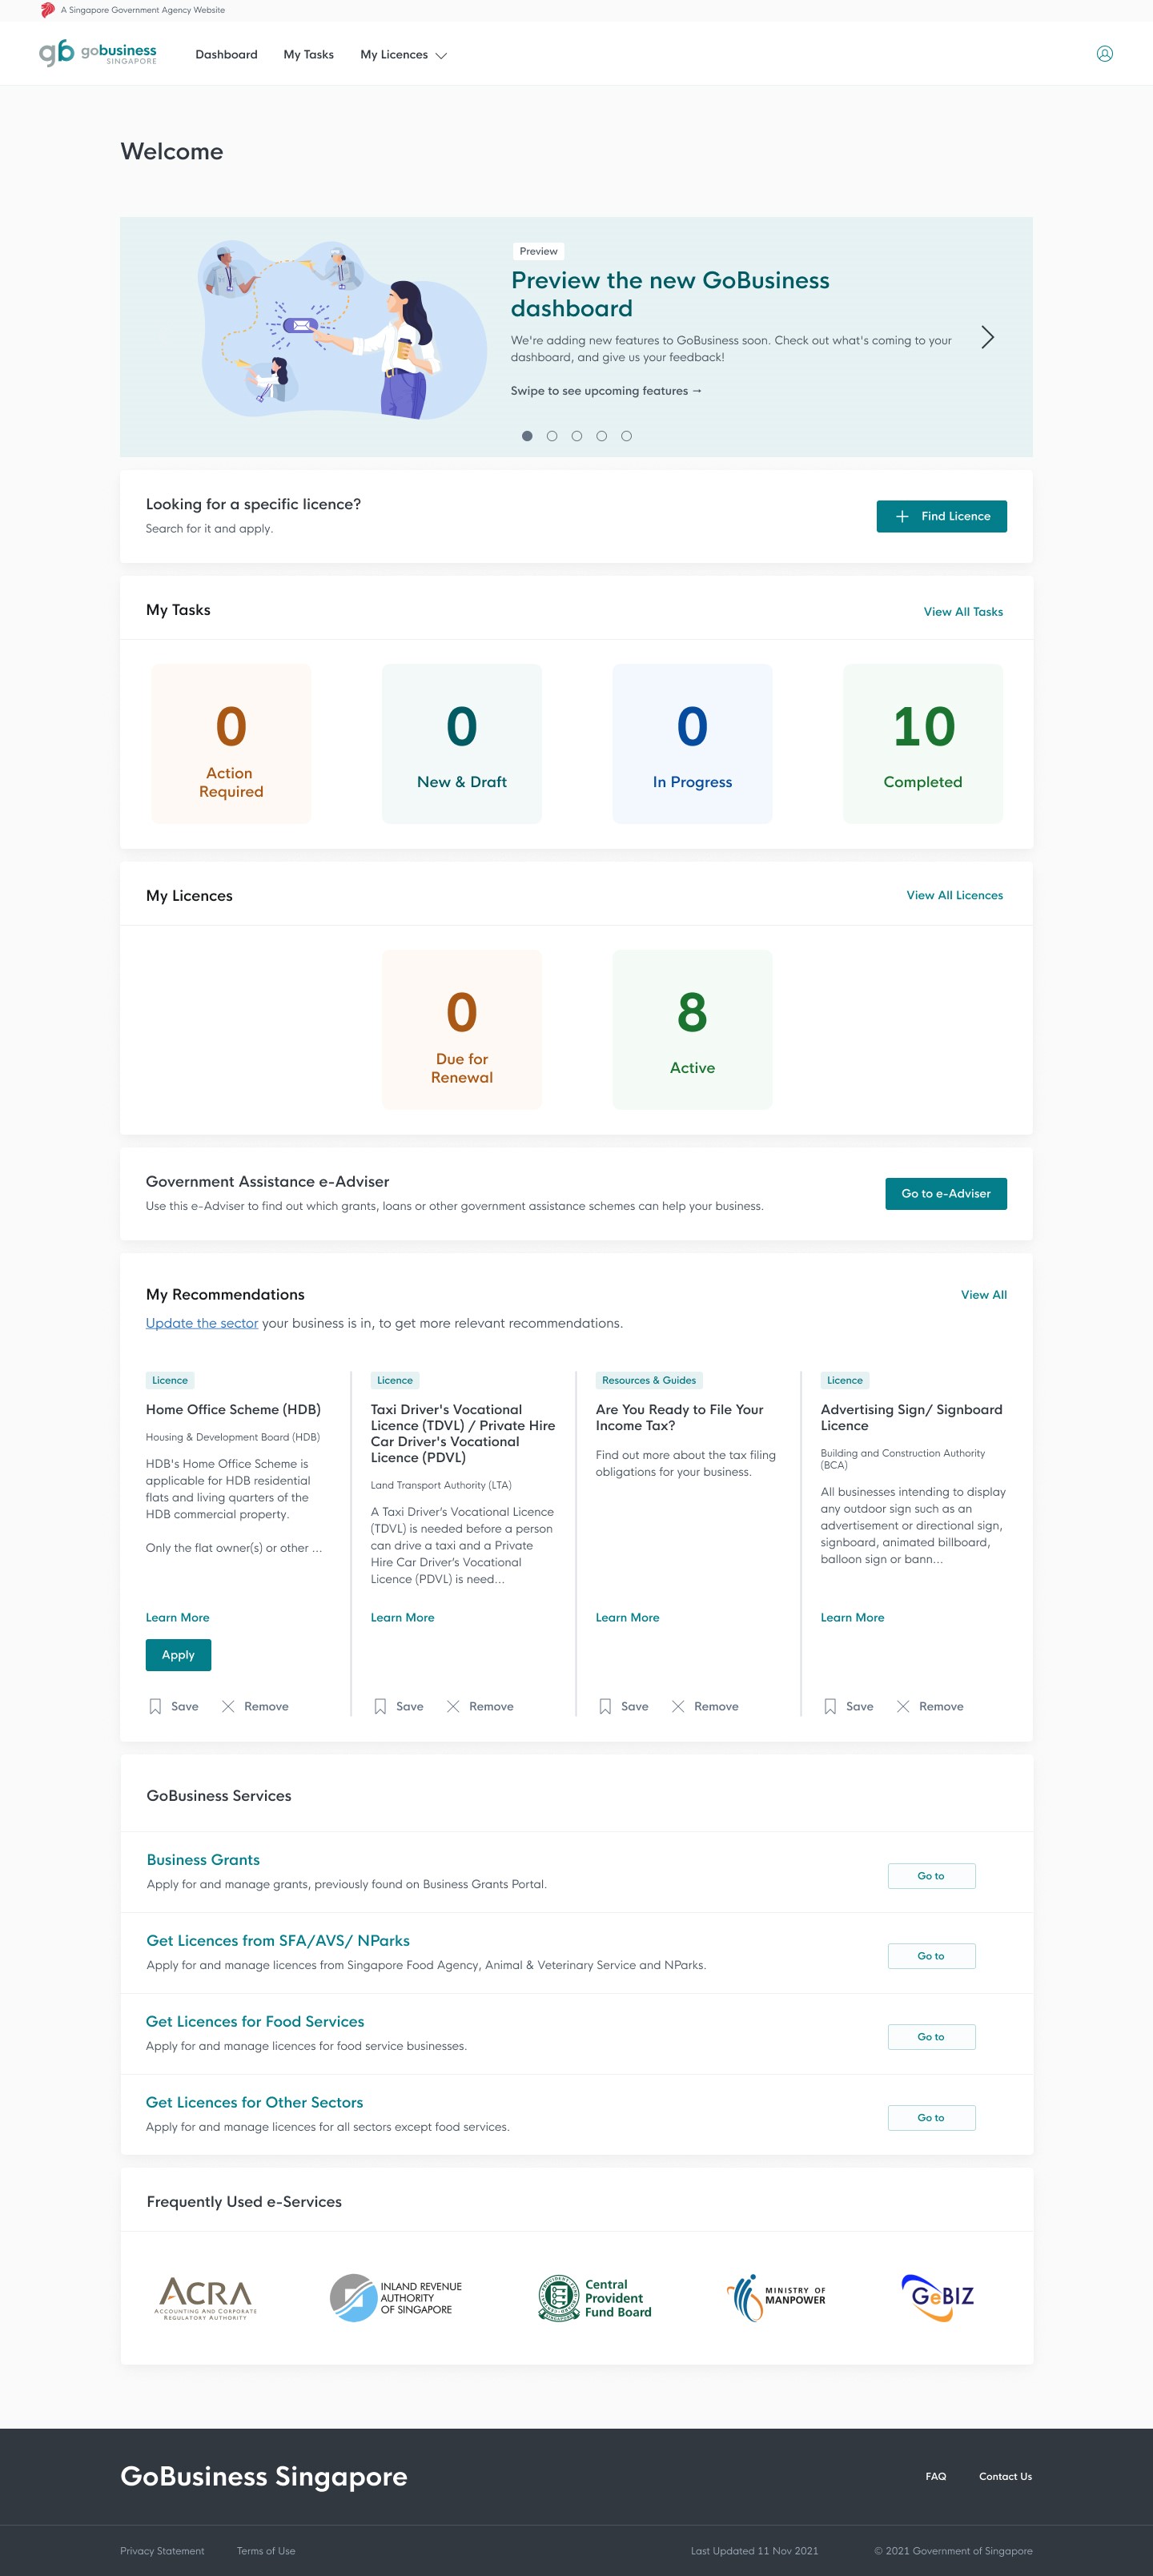 A Singapore Government Agency Website
gb gobusiness
SINGAPORE
Dashboard
My Tasks
My Licences
Welcome
Preview
Preview the new GoBusiness
dashboard
We're adding new features to GoBusiness soon. Check out what's coming to your
dashboard, and give us your feedback!
Swipe to see upcoming features →
Looking for a specific licence?
Search for it and apply.
+ Find Licence
My Tasks
View All Tasks
0
Action
Required
0
New & Draft
0
In Progress
10
Completed
My Licences
View All Licences
0
Due for
Renewal
8
Active
Government Assistance e-Adviser
Use this e-Adviser to find out which grants, loans or other government assistance schemes can help your business.
Go to e-Adviser
My Recommendations
View All
Update the sector your business is in, to get more relevant recommendations.
Licence
Home Office Scheme (HDB)
Housing & Development Board (HDB)
HDB's Home Office Scheme is
applicable for HDB residential
flats and living quarters of the
HDB commercial property.
Only the flat owner(s) or other ...
Learn More
Apply
Save
Remove
Licence
Taxi Driver's Vocational
Licence (TDVL) / Private Hire
Car Driver's Vocational
Licence (PDVL)
Land Transport Authority (LTA)
A Taxi Driver’s Vocational Licence
(TDVL) is needed before a person
can drive a taxi and a Private
Hire Car Driver’s Vocational
Licence (PDVL) is need...
Learn More
Save
Remove
Resources & Guides
Are You Ready to File Your
Income Tax?
Find out more about the tax filing
obligations for your business.
Learn More
Save
Remove
Licence
Advertising Sign/ Signboard
Licence
Building and Construction Authority
(BCA)
All businesses intending to display
any outdoor sign such as an
advertisement or directional sign,
signboard, animated billboard,
balloon sign or bann...
Learn More
Save
Remove
GoBusiness Services
Business Grants
Apply for and manage grants, previously found on Business Grants Portal.
Go to
Get Licences from SFA/AVS/ NParks
Apply for and manage licences from Singapore Food Agency, Animal & Veterinary Service and NParks.
Go to
Get Licences for Food Services
Apply for and manage licences for food service businesses.
Go to
Get Licences for Other Sectors
Apply for and manage licences for all sectors except food services.
Go to
Frequently Used e-Services
ACRA
ACCOUNTING AND CORPORATE
REGULATORY AUTHORITY
INLAND REVENUE
AUTHORITY
OF SINGAPORE
Central
Provident
Fund Board
MINISTRY OF
MANPOWER
GeBIZ
GoBusiness Singapore
FAQ
Contact Us
Privacy Statement
Terms of Use
Last Updated 11 Nov 2021
© 2021 Government of Singapore